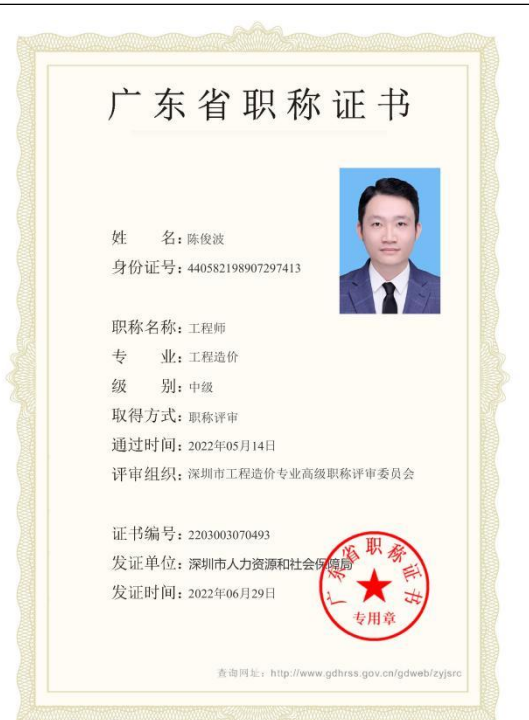 广东省职称证书
姓 名:陈俊波
身份证号:440582198907297413
职称名称:工程师
专 业:工程造价
级 别:中级
取得方式:职称评审
通过时间:2022年05月14日
评审组织:深圳市工程造价专业高级职称评审委员会
证书编号:2203003070493
发证单位:深圳市人力资源和社会保障局
发证时间:2022年06月29日
广东省职称证书
专用章
查询网址:http://www.gdhrss.gov.cn/gdweb/zyjsrc